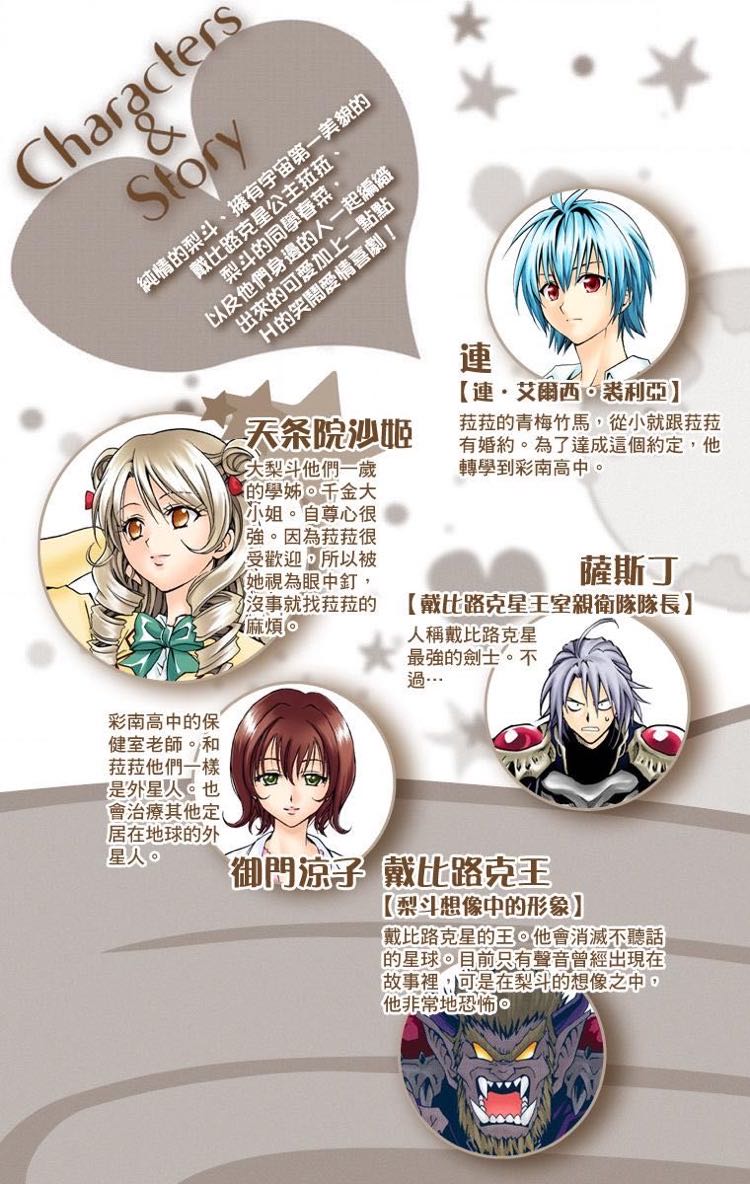 Characters
&
Story
純情的梨斗、擁有宇宙第一美貌的
戴比路克星公主菈菈、
梨斗的同學春菜，
以及他們身邊的人一起編織
出來的可愛加上一點點
H的笑鬧愛情喜劇！
連
【連・艾爾西・裘利亞】
菈菈的青梅竹馬，從小就跟菈菈
有婚約。為了達成這個約定，他
轉學到彩南高中。
天条院沙姬
大梨斗他們一歲
的學姊。千金大
小姐。自尊心很
強。因為菈菈很
受歡迎，所以被
她視為眼中釘，
沒事就找菈菈的
麻煩。
薩斯丁
【戴比路克星王室親衛隊隊長】
人稱戴比路克星
最強的劍士。不
過…
彩南高中的保
健室老師。和
菈菈他們一樣
是外星人。也
會治療其他定
居在地球的外
星人。
御門涼子
戴比路克王
【梨斗想像中的形象】
戴比路克星的王。他會消滅不聽話
的星球。目前只有聲音曾經出現在
故事裡，可是在梨斗的想像之中，
他非常地恐怖。